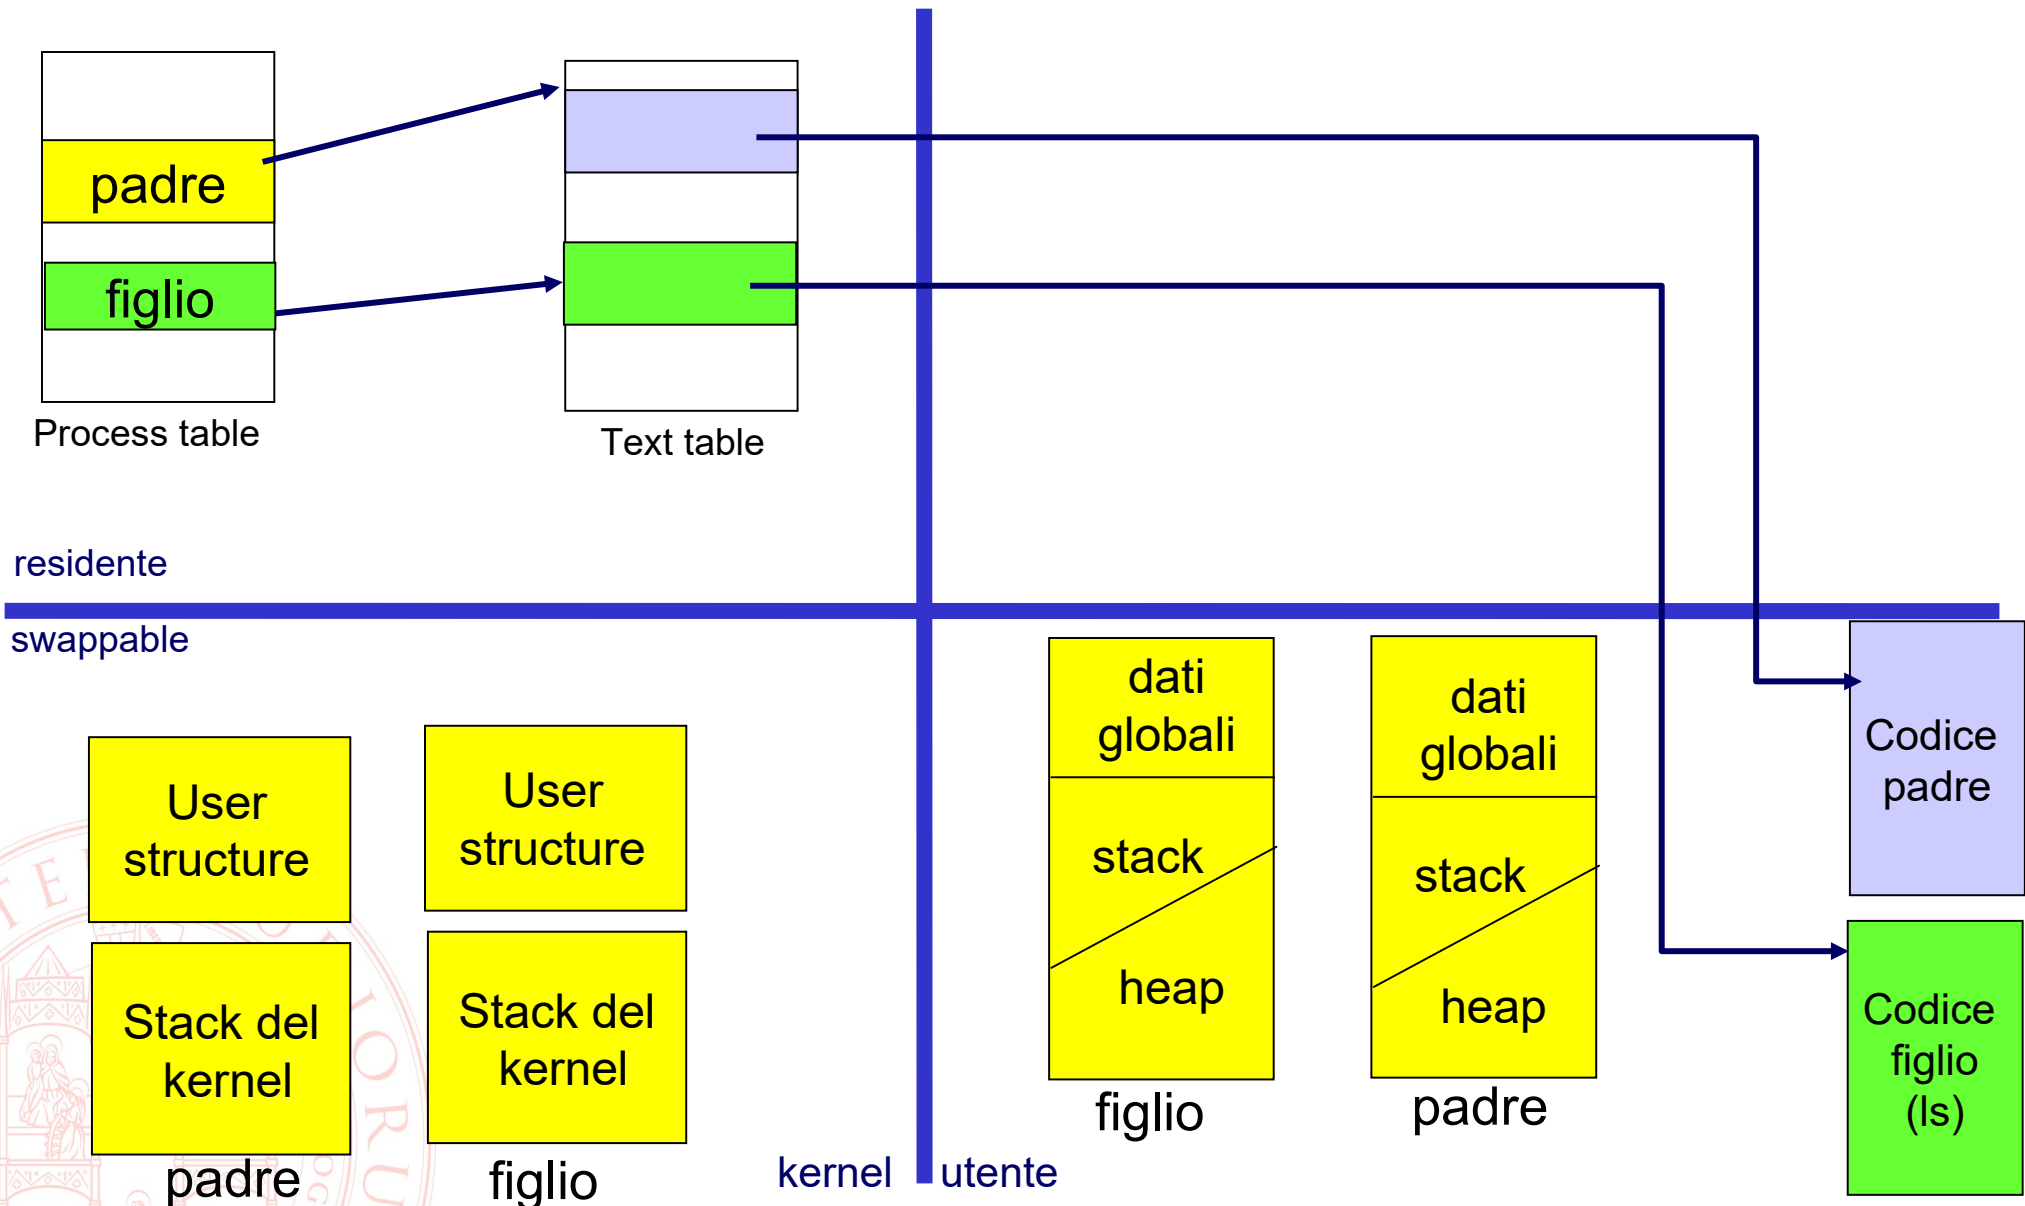 padre
figlio
Process table
Text table
residente
swappable
User
structure
Stack del
kernel
padre
User
structure
Stack del
kernel
figlio
kernel
utente
dati
globali
stack
heap
figlio
dati
globali
stack
heap
padre
Codice
padre
Codice
figlio
(ls)